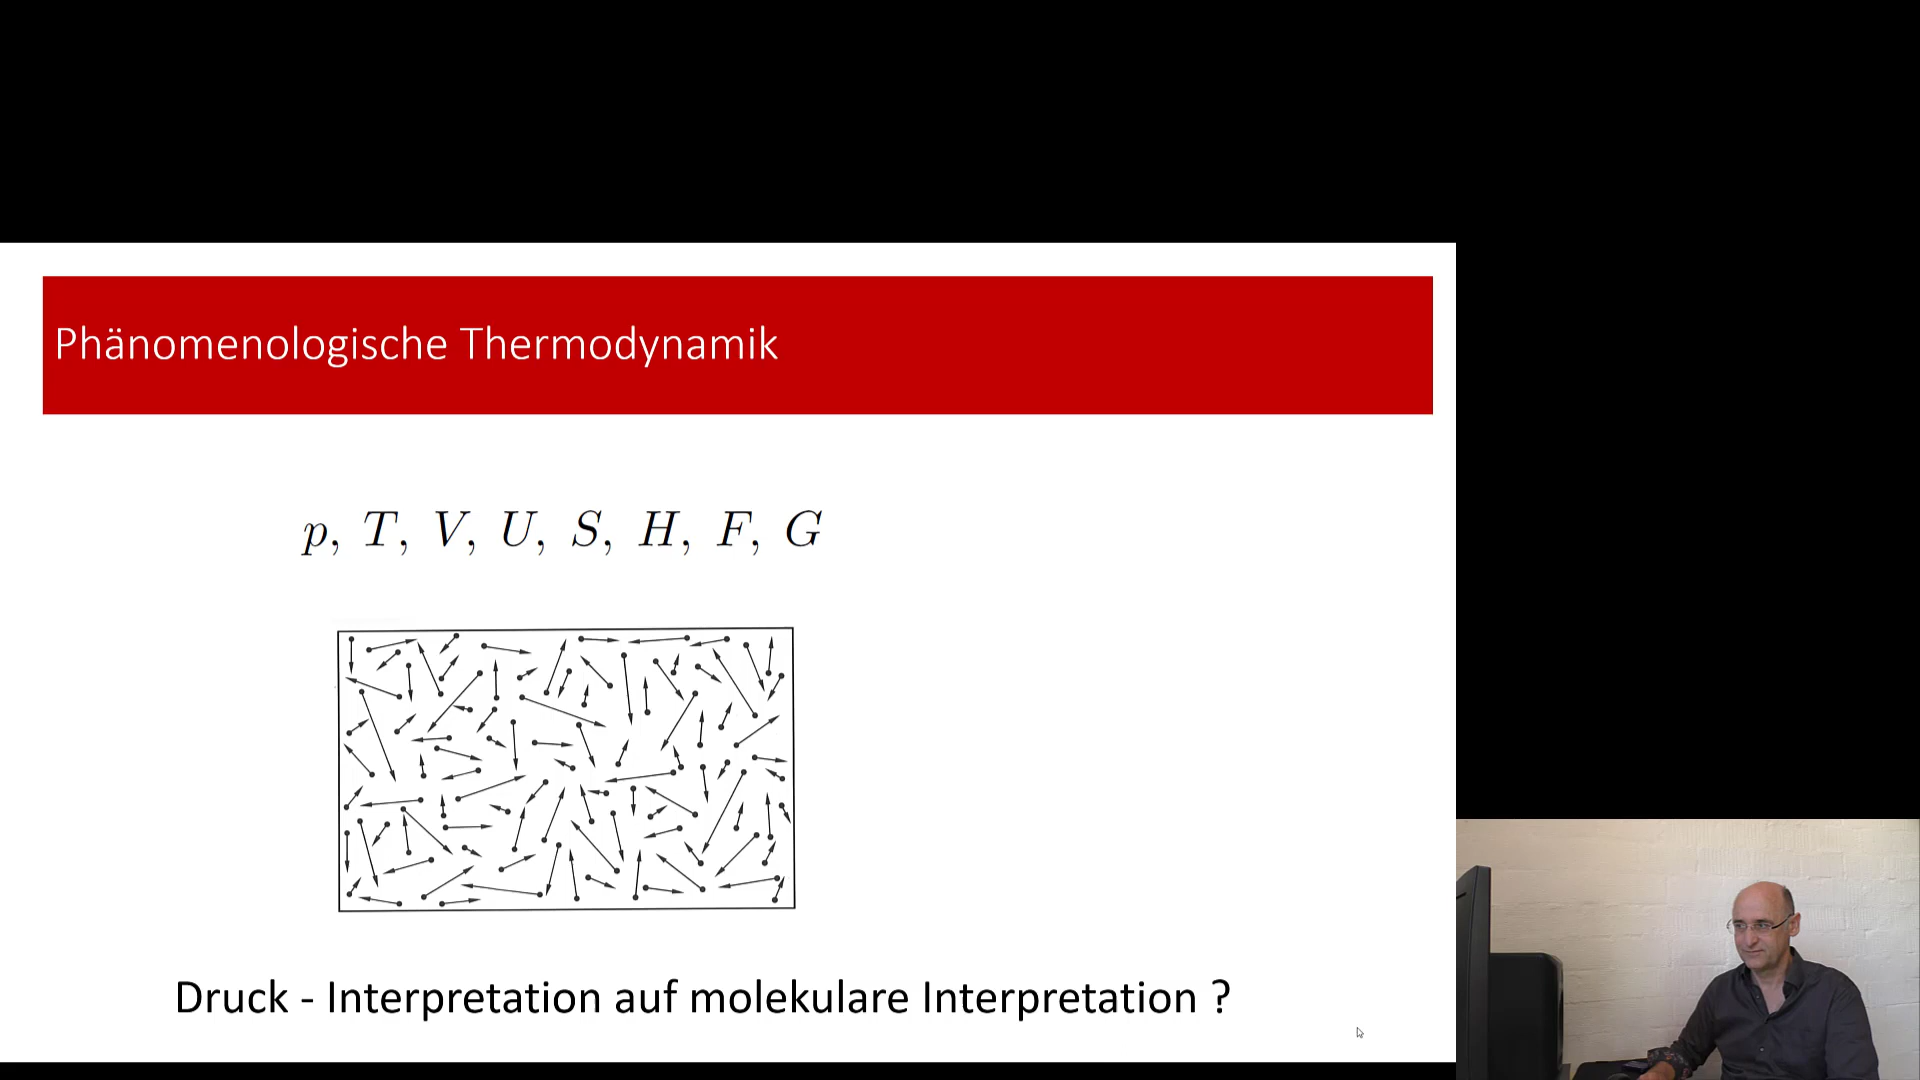 Phänomenologische Thermodynamik
p, T, V, U, S, H, F, G
Druck - Interpretation auf molekulare Interpretation ?